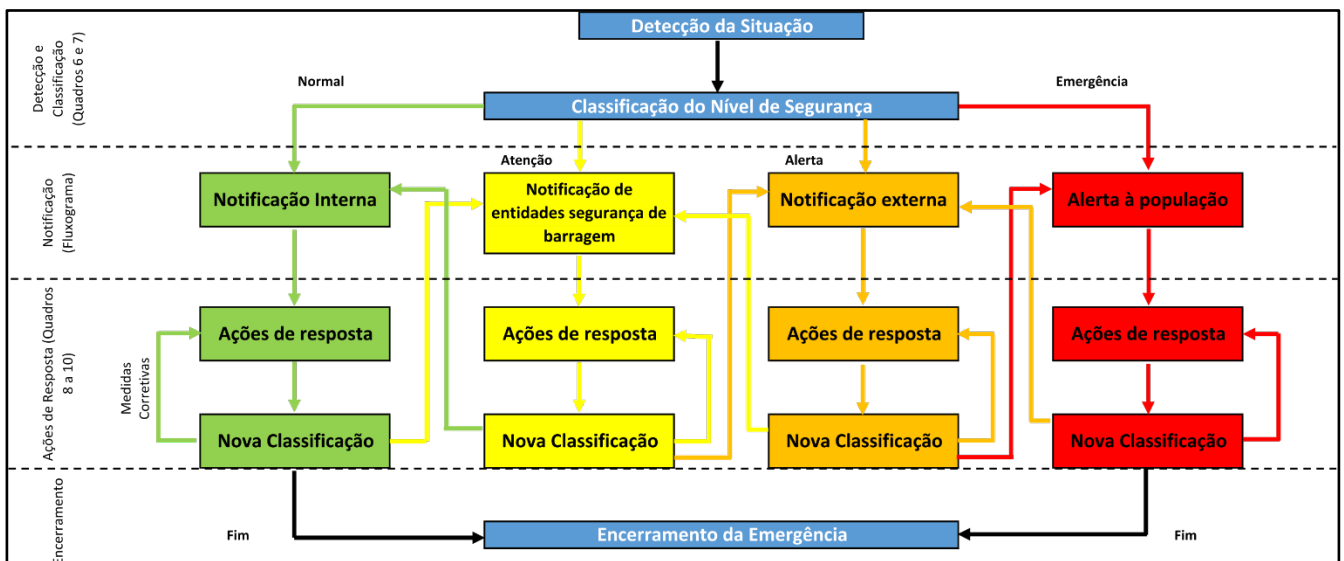 Detecção da Situação
Detecção e
Classificação
(Quadros 6 e 7)
Normal
Emergência
Classificação do Nível de Segurança
Atenção
Alerta
Notificação
(Fluxograma)
Notificação Interna
Notificação de
entidades segurança de
barragem
Notificação externa
Alerta à população
Ações de Resposta (Quadros
8 a 10)
Medidas
Corretivas
Ações de resposta
Ações de resposta
Ações de resposta
Ações de resposta
Nova Classificação
Nova Classificação
Nova Classificação
Nova Classificação
Encerramento
Fim
Encerramento da Emergência
Fim